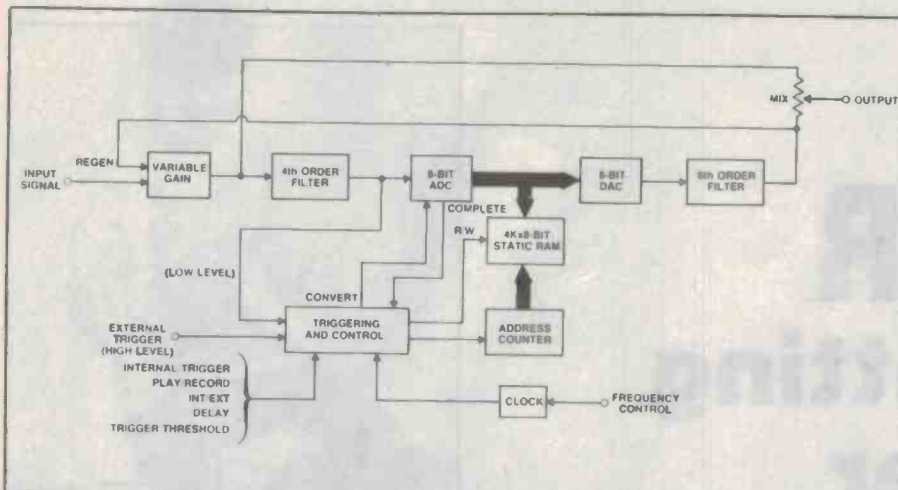 MIX
OUTPUT
REGEN
INPUT
SIGNAL
VARIABLE
GAIN
4th ORDER
FILTER
8-BIT
ADC
8-BIT
DAC
6th ORDER
FILTER
COMPLETE
R W
4Kx8-BIT
STATIC RAM
(LOW LEVEL)
CONVERT
TRIGGERING
AND CONTROL
ADDRESS
COUNTER
EXTERNAL
TRIGGER
(HIGH LEVEL)
INTERNAL TRIGGER
PLAY RECORD
INT EXT
DELAY
TRIGGER THRESHOLD
CLOCK
FREQUENCY
CONTROL